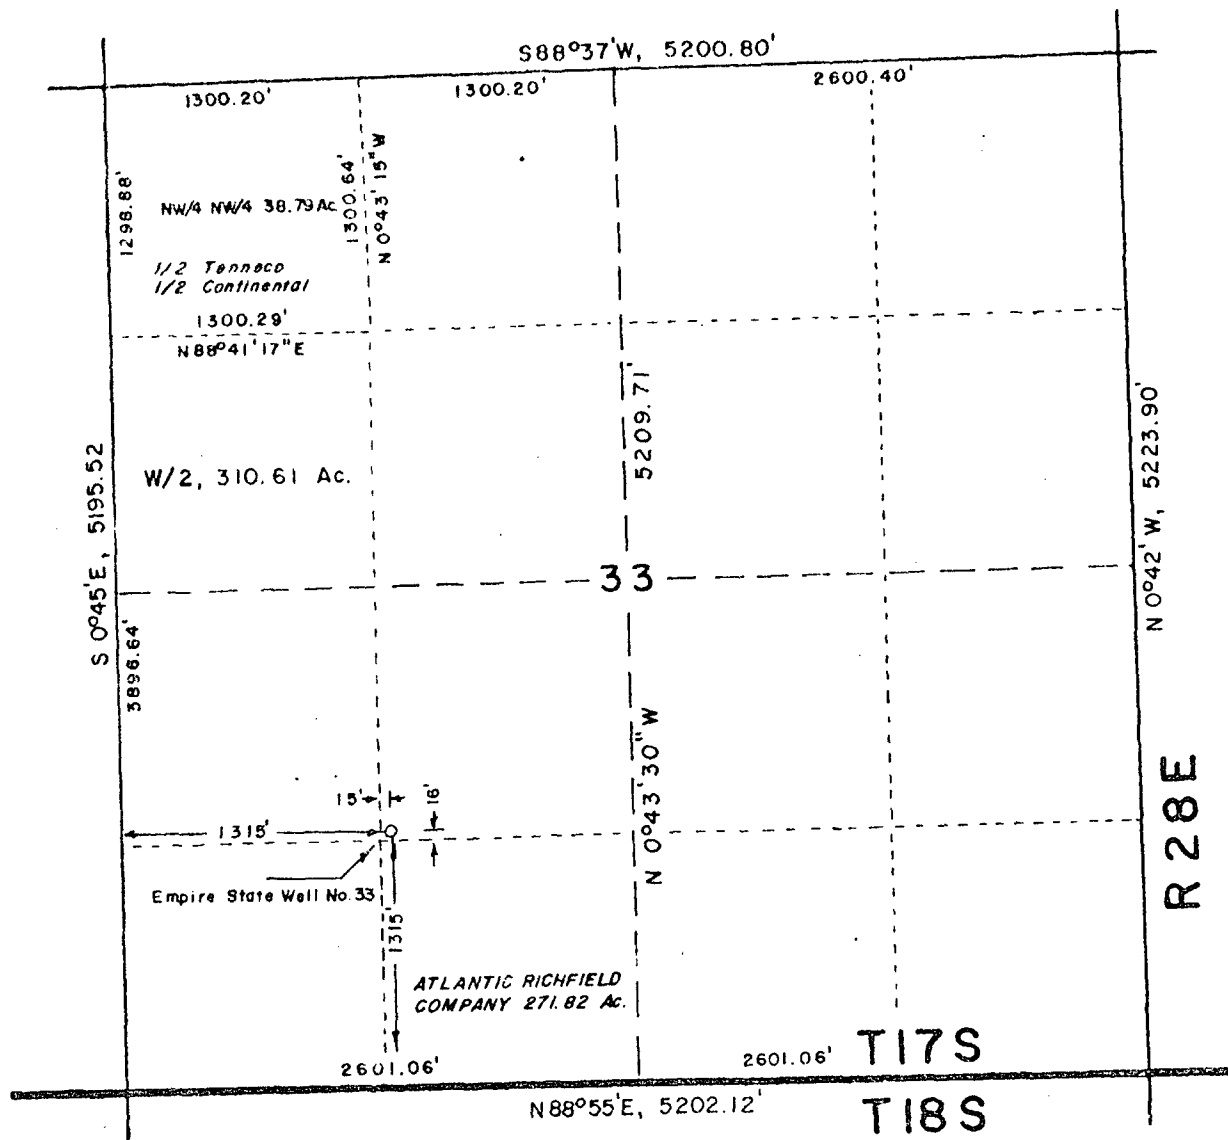 S88°37'W, 5200.80'
1300.20'
1300.20'
2600.40'
1298.88'
NW/4 NW/4 38.79 Ac.
1300.64'
N 0°43'15"W
1/2 Tenneco
1/2 Continental
1300.29'
N88°41'17"E
S 0°45'E, 5195.52
W/2, 310.61 Ac.
5209.71'
N 0°42'W, 5223.90'
33
3896.64'
N 0°43'30"W
15'
16'
1315'
Empire State Well No. 33
1315'
R 28E
ATLANTIC RICHFIELD
COMPANY 271.82 Ac.
2601.06'
2601.06'
T17S
N88°55'E, 5202.12'
T18S